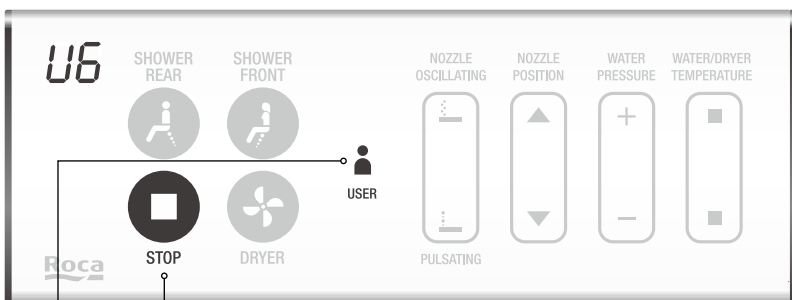 U6
SHOWER REAR
SHOWER FRONT
NOZZLE OSCILLATING
NOZZLE POSITION
WATER PRESSURE
WATER/DRYER TEMPERATURE
USER
STOP
DRYER
PULSATING
Roca